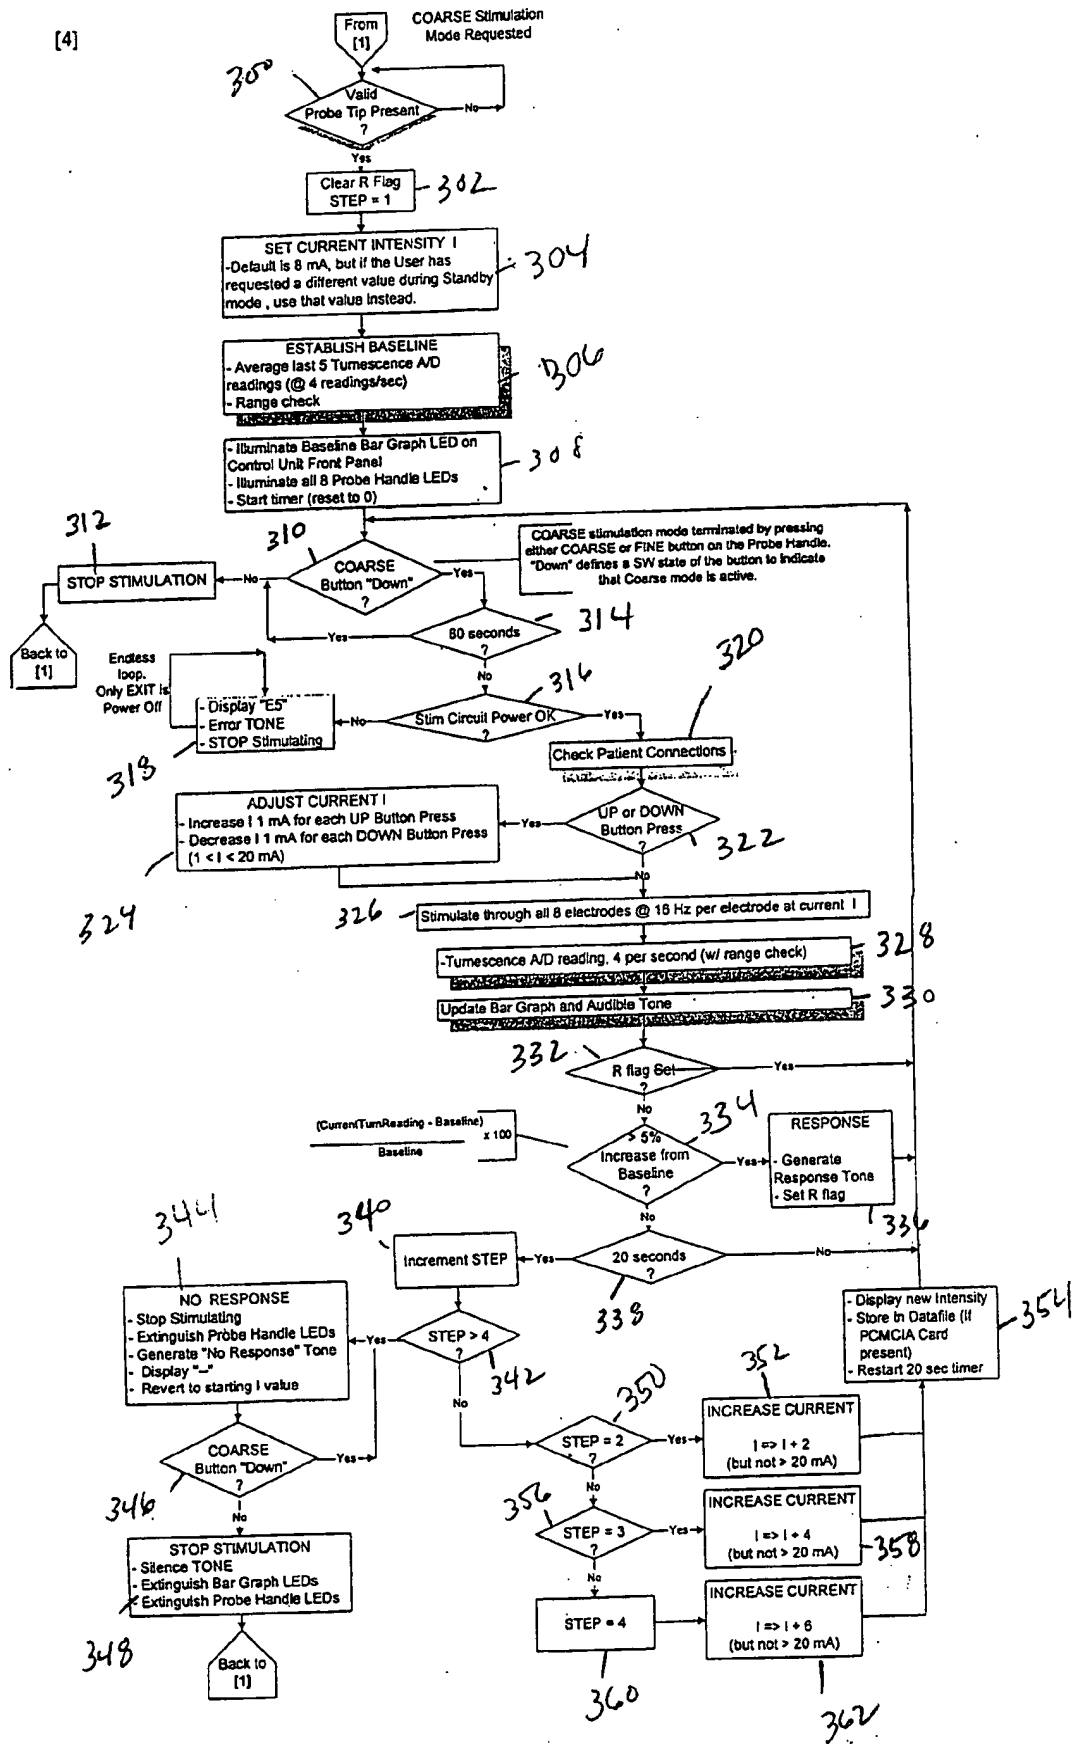 [4]
From
[1]
COARSE Stimulation
Mode Requested
300
Valid
Probe Tip Present
?
No
Yes
Clear R Flag
STEP = 1
302
SET CURRENT INTENSITY I
-Default is 8 mA, but if the User has
requested a different value during Standby
mode , use that value instead.
304
ESTABLISH BASELINE
- Average last 5 Tumescence A/D
readings (@ 4 readings/sec)
- Range check
306
- Illuminate Baseline Bar Graph LED on
Control Unit Front Panel
- Illuminate all 8 Probe Handle LEDs
- Start timer (reset to 0)
308
312
310
STOP STIMULATION
No
COARSE
Button "Down"
?
Yes
COARSE stimulation mode terminated by pressing
either COARSE or FINE button on the Probe Handle.
"Down" defines a SW state of the button to indicate
that Coarse mode is active.
Back to
[1]
Yes
80 seconds
?
314
No
Endless
loop.
Only EXIT is
Power Off
- Display "E5"
- Error TONE
- STOP Stimulating
318
No
Stim Circuit Power OK
?
316
Yes
320
Check Patient Connections
ADJUST CURRENT I
- Increase I 1 mA for each UP Button Press
- Decrease I 1 mA for each DOWN Button Press
(1 < I < 20 mA)
324
Yes
UP or DOWN
Button Press
?
322
No
326
Stimulate through all 8 electrodes @ 16 Hz per electrode at current I
-Tumescence A/D reading, 4 per second (w/ range check)
328
Update Bar Graph and Audible Tone
330
332
R flag Set
?
Yes
No
(CurrentTumReading - Baseline)
Baseline
x 100
> 5%
Increase from
Baseline
?
334
Yes
RESPONSE
- Generate
Response Tone
- Set R flag
336
No
344
340
Increment STEP
Yes
20 seconds
?
338
No
NO RESPONSE
- Stop Stimulating
- Extinguish Probe Handle LEDs
- Generate "No Response" Tone
- Display "--"
- Revert to starting I value
Yes
STEP > 4
?
342
No
- Display new Intensity
- Store in Datafile (if
PCMCIA Card
present)
- Restart 20 sec timer
354
350
352
STEP = 2
?
Yes
INCREASE CURRENT
I => I + 2
(but not > 20 mA)
COARSE
Button "Down"
?
Yes
346
No
No
356
STEP = 3
?
Yes
INCREASE CURRENT
I => I + 4
(but not > 20 mA)
358
No
STOP STIMULATION
- Silence TONE
- Extinguish Bar Graph LEDs
- Extinguish Probe Handle LEDs
348
STEP = 4
360
INCREASE CURRENT
I => I + 6
(but not > 20 mA)
362
Back to
[1]